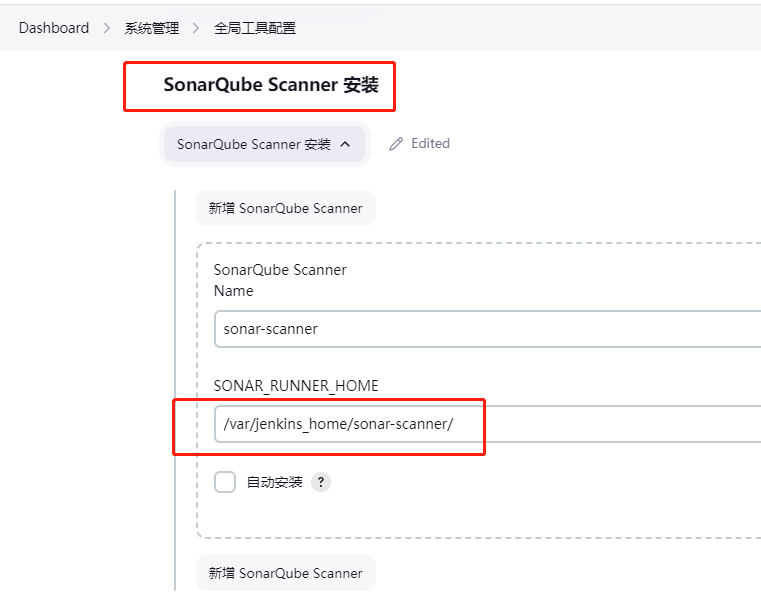 Dashboard > 系统管理 > 全局工具配置
SonarQube Scanner 安装
SonarQube Scanner 安装 Edited
新增 SonarQube Scanner
SonarQube Scanner
Name
sonar-scanner
SONAR_RUNNER_HOME
/var/jenkins_home/sonar-scanner/
自动安装 ?
新增 SonarQube Scanner